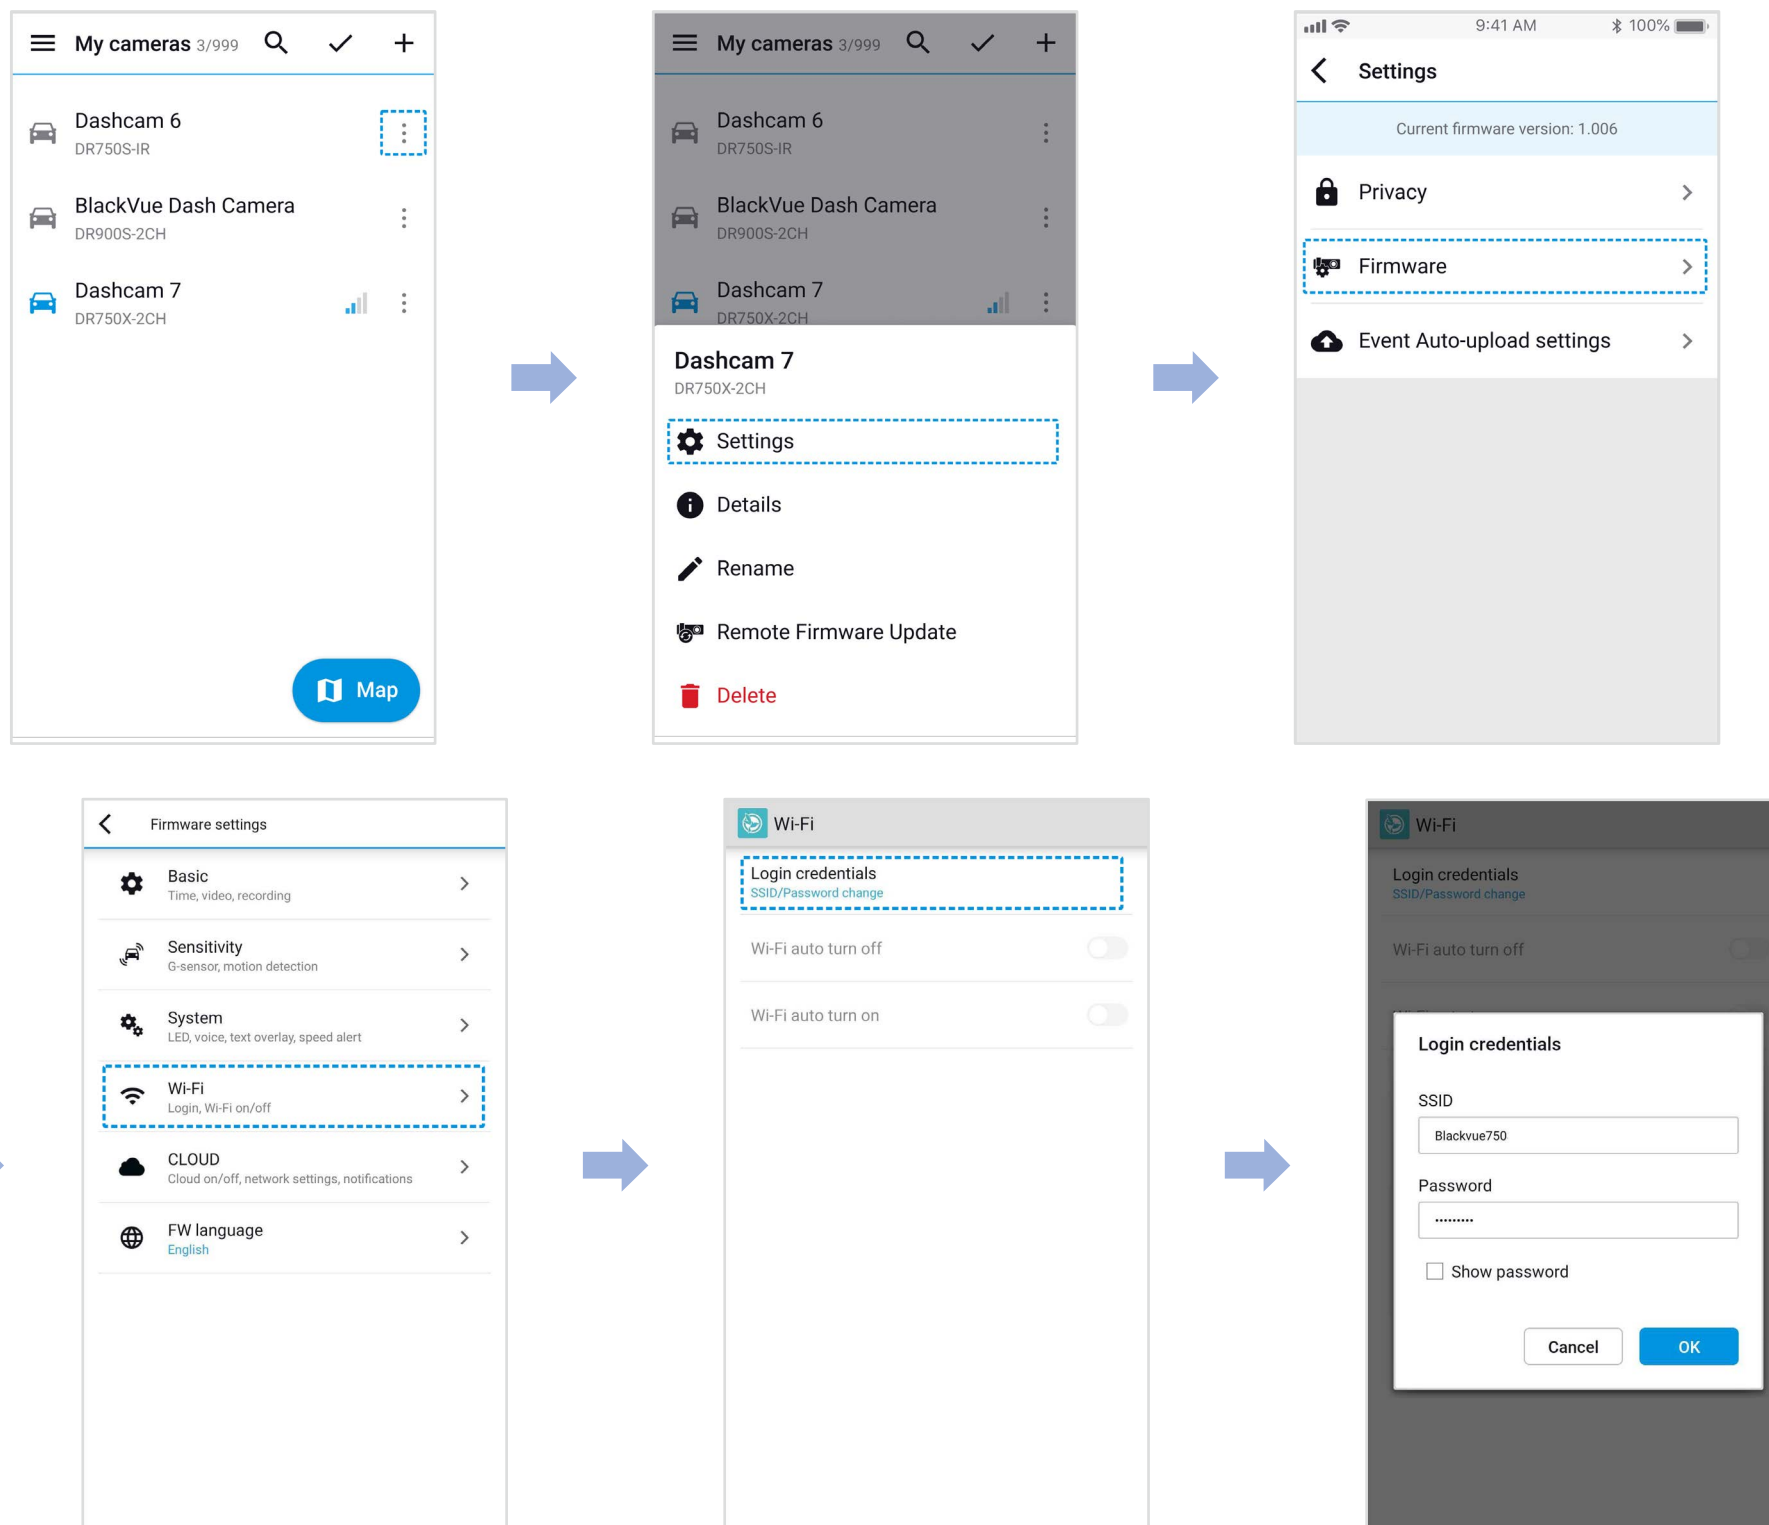 My cameras 3/999
Dashcam 6
DR750S-IR
BlackVue Dash Camera
DR900S-2CH
Dashcam 7
DR750X-2CH
Map
My cameras 3/999
Dashcam 6
DR750S-IR
BlackVue Dash Camera
DR900S-2CH
Dashcam 7
DR750X-2CH
Dashcam 7
DR750X-2CH
Settings
Details
Rename
Remote Firmware Update
Delete
9:41 AM 100%
Settings
Current firmware version: 1.006
Privacy
Firmware
Event Auto-upload settings
Firmware settings
Basic
Time, video, recording
Sensitivity
G-sensor, motion detection
System
LED, voice, text overlay, speed alert
Wi-Fi
Login, Wi-Fi on/off
CLOUD
Cloud on/off, network settings, notifications
FW language
English
Wi-Fi
Login credentials
SSID/Password change
Wi-Fi auto turn off
Wi-Fi auto turn on
Wi-Fi
Login credentials
SSID/Password change
Wi-Fi auto turn off
Login credentials
SSID
Blackvue750
Password
•••••••••
Show password
Cancel OK